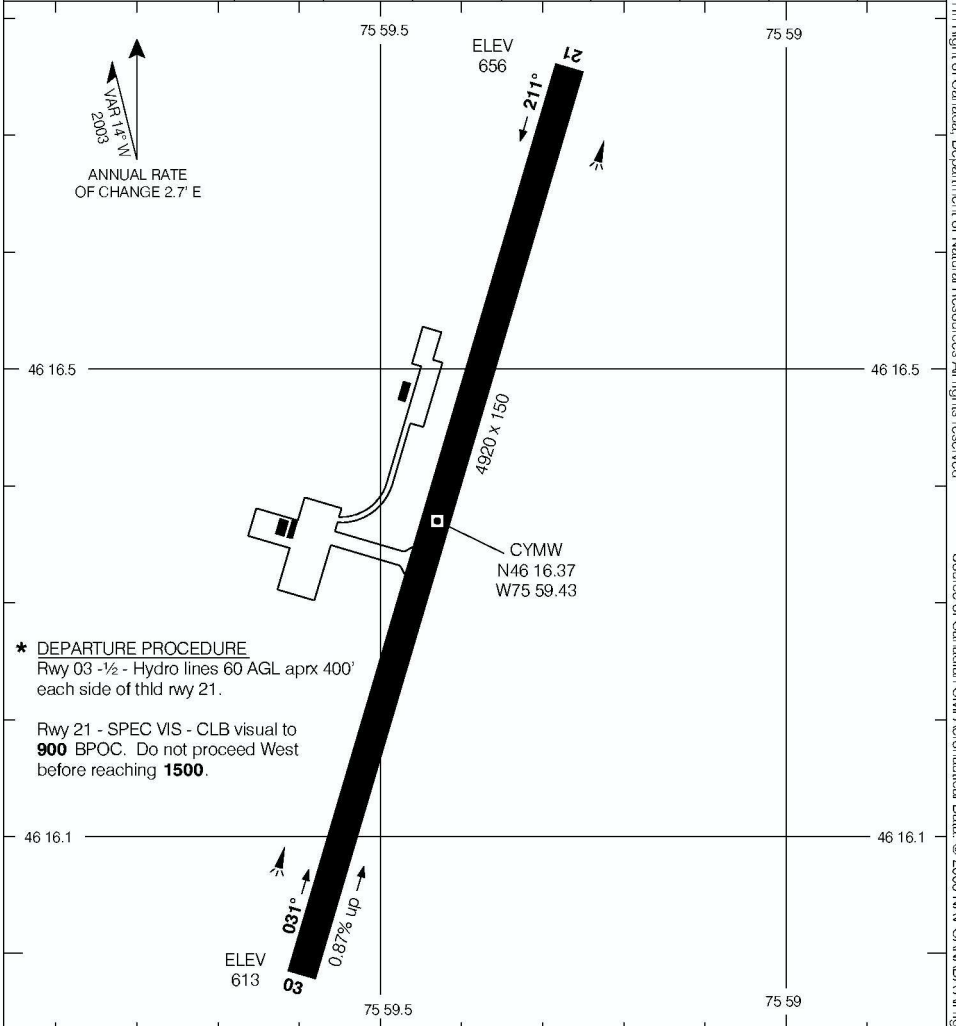 75 59.5
75 59
ELEV
656
21
211°
VAR 14° W
2003
ANNUAL RATE
OF CHANGE 2.7' E
46 16.5
46 16.5
4920 x 150
CYMW
N46 16.37
W75 59.43
* DEPARTURE PROCEDURE
Rwy 03 -½ - Hydro lines 60 AGL aprx 400'
each side of thld rwy 21.
Rwy 21 - SPEC VIS - CLB visual to
900 BPOC. Do not proceed West
before reaching 1500.
46 16.1
46 16.1
031°
0.87% up
ELEV
613
03
75 59.5
75 59